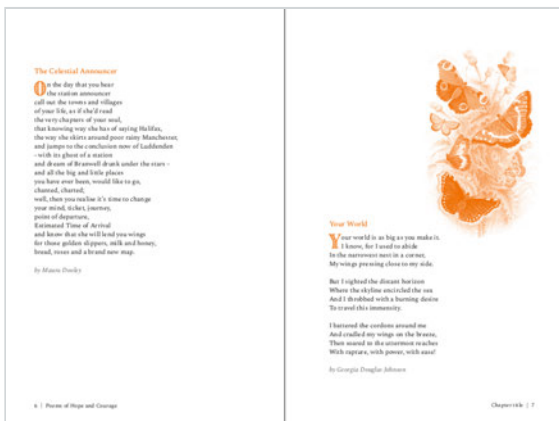 The Celestial Announcer
On the day that you hear
the station announcer
call out the towns and villages
of your life, as if she'd read
the very chapters of your soul,
that knowing way she has of saying Halifax,
the way she skirts around poor rainy Manchester,
and jumps to the conclusion now of Luddenden
- with its ghost of a station
and dream of Branwell drunk under the stars -
and all the big and little places
you have ever been, would like to go,
chanted, charted;
well, then you realise it's time to change
your mind, ticket, journey,
point of departure,
Estimated Time of Arrival
and know that she will lend you wings
for those golden slippers, milk and honey,
bread, roses and a brand new map.
by Maura Dooley
6 | Poems of Hope and Courage
Your World
Your world is as big as you make it.
I know, for I used to abide
In the narrowest nest in a corner,
My wings pressing close to my side.
But I sighted the distant horizon
Where the skyline encircled the sea
And I throbbed with a burning desire
To travel this immensity.
I battered the cordons around me
And cradled my wings on the breeze,
Then soared to the uttermost reaches
With rapture, with power, with ease!
by Georgia Douglas Johnson
Chapter title | 7